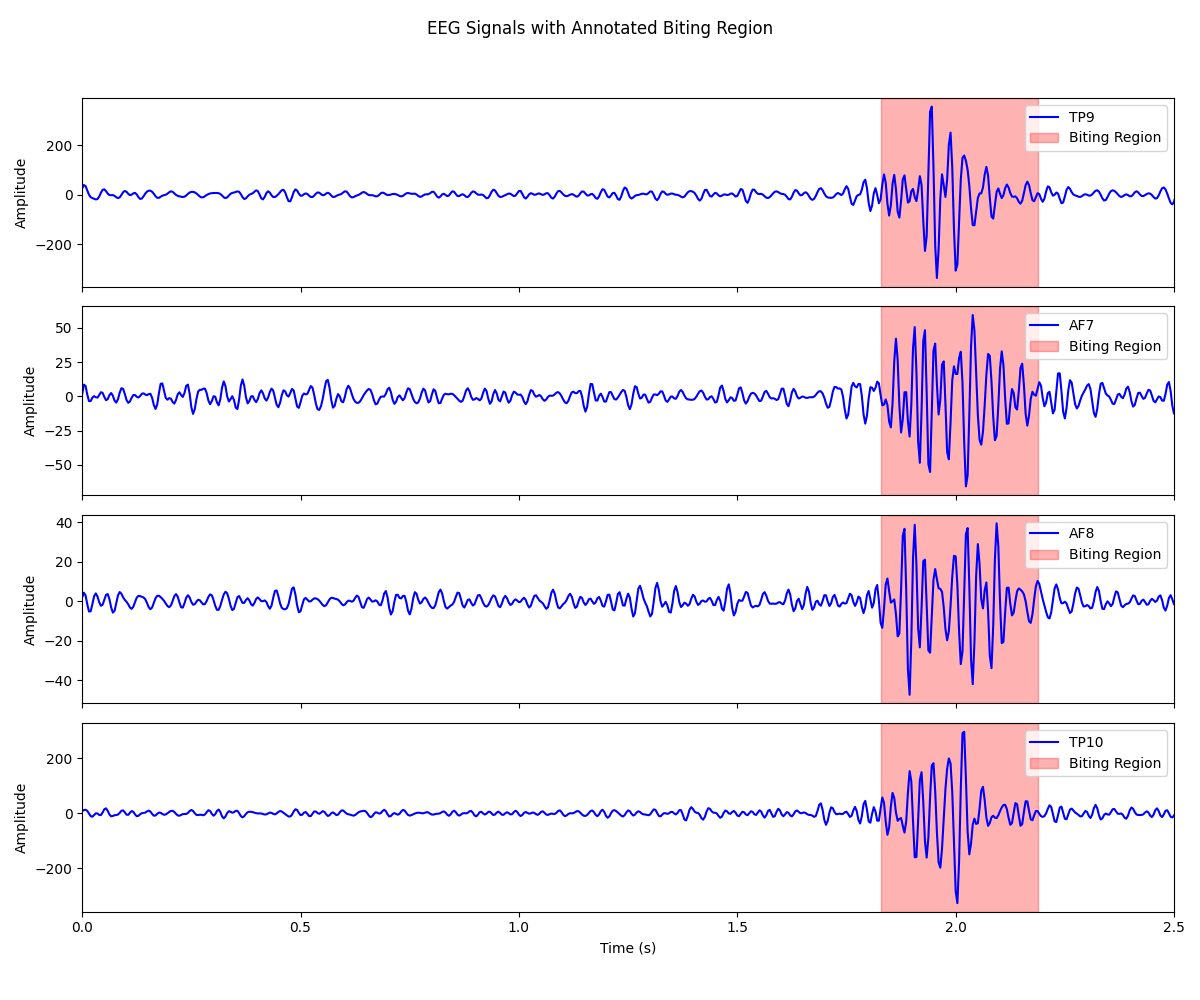 EEG Signals with Annotated Biting Region
Amplitude
200
0
−200
TP9
Biting Region
Amplitude
50
25
0
−25
−50
AF7
Biting Region
Amplitude
40
20
0
−20
−40
AF8
Biting Region
Amplitude
200
0
−200
TP10
Biting Region
0.0 0.5 1.0 1.5 2.0 2.5
Time (s)